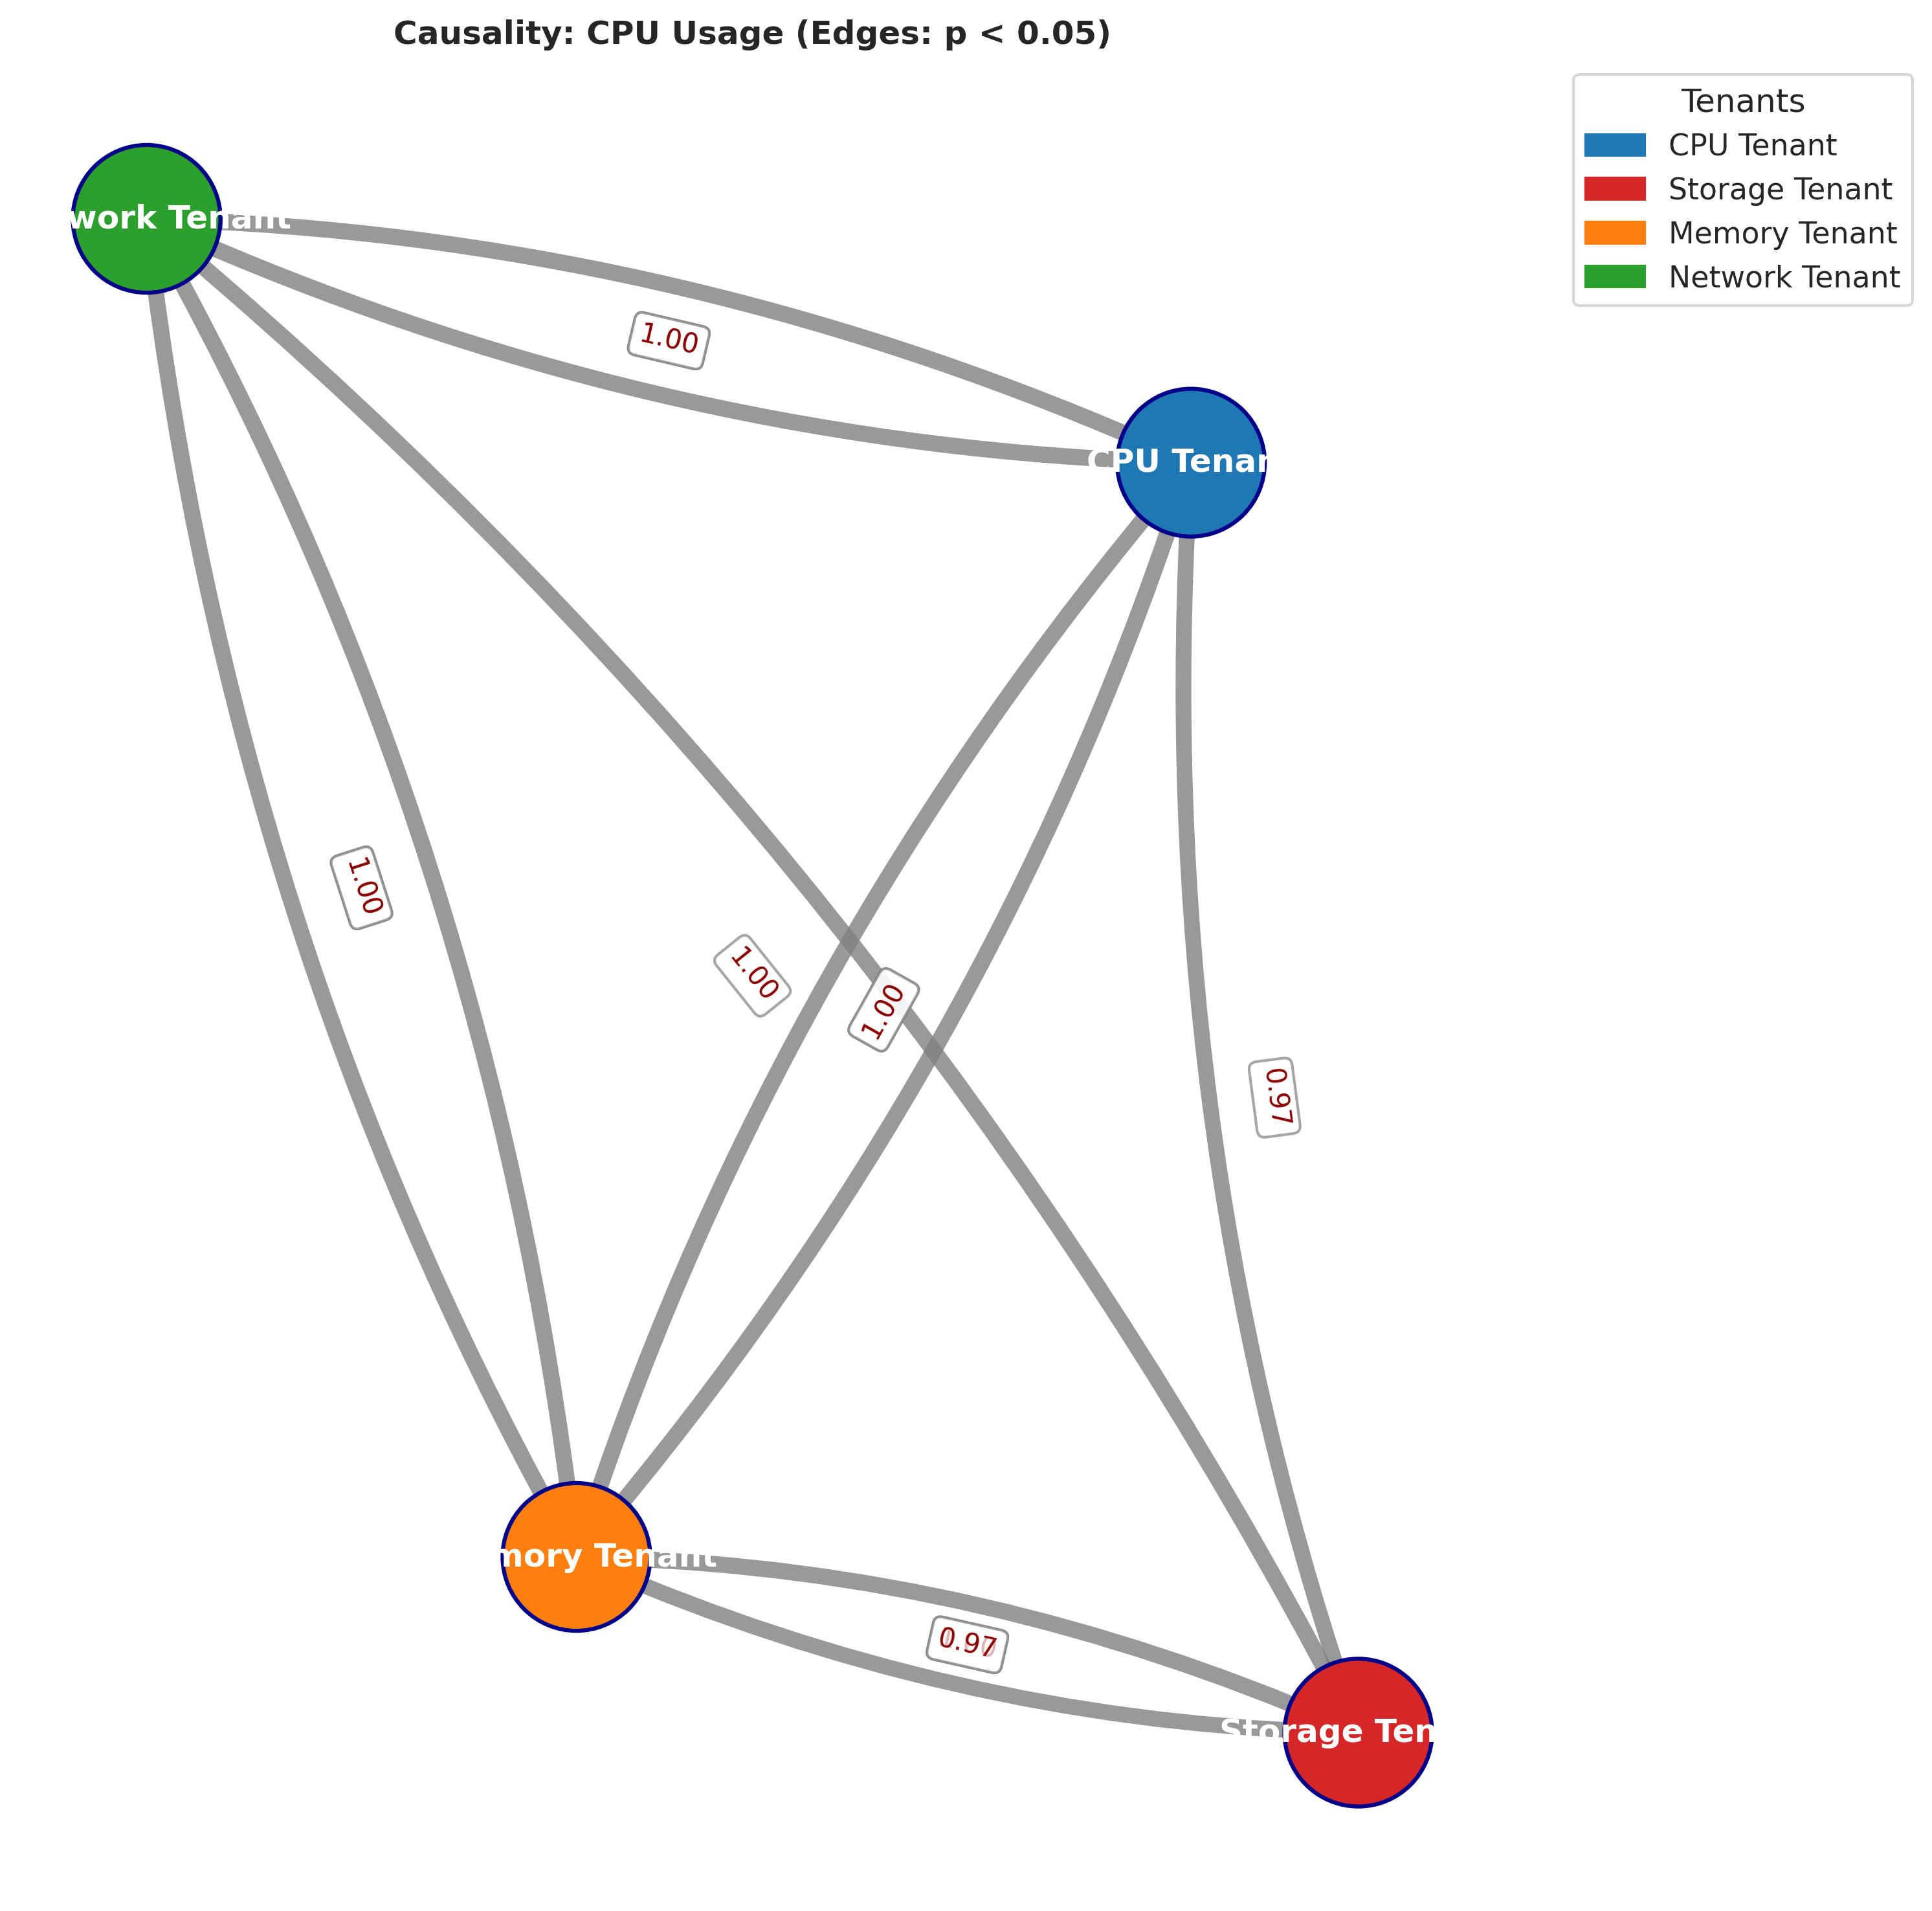 Causality: CPU Usage (Edges: p < 0.05)
Tenants
CPU Tenant
Storage Tenant
Memory Tenant
Network Tenant
work Tenant
1.00
CPU Tenan
1.00
1.00
1.00
0.97
mory Tenant
0.97
Storage Ten